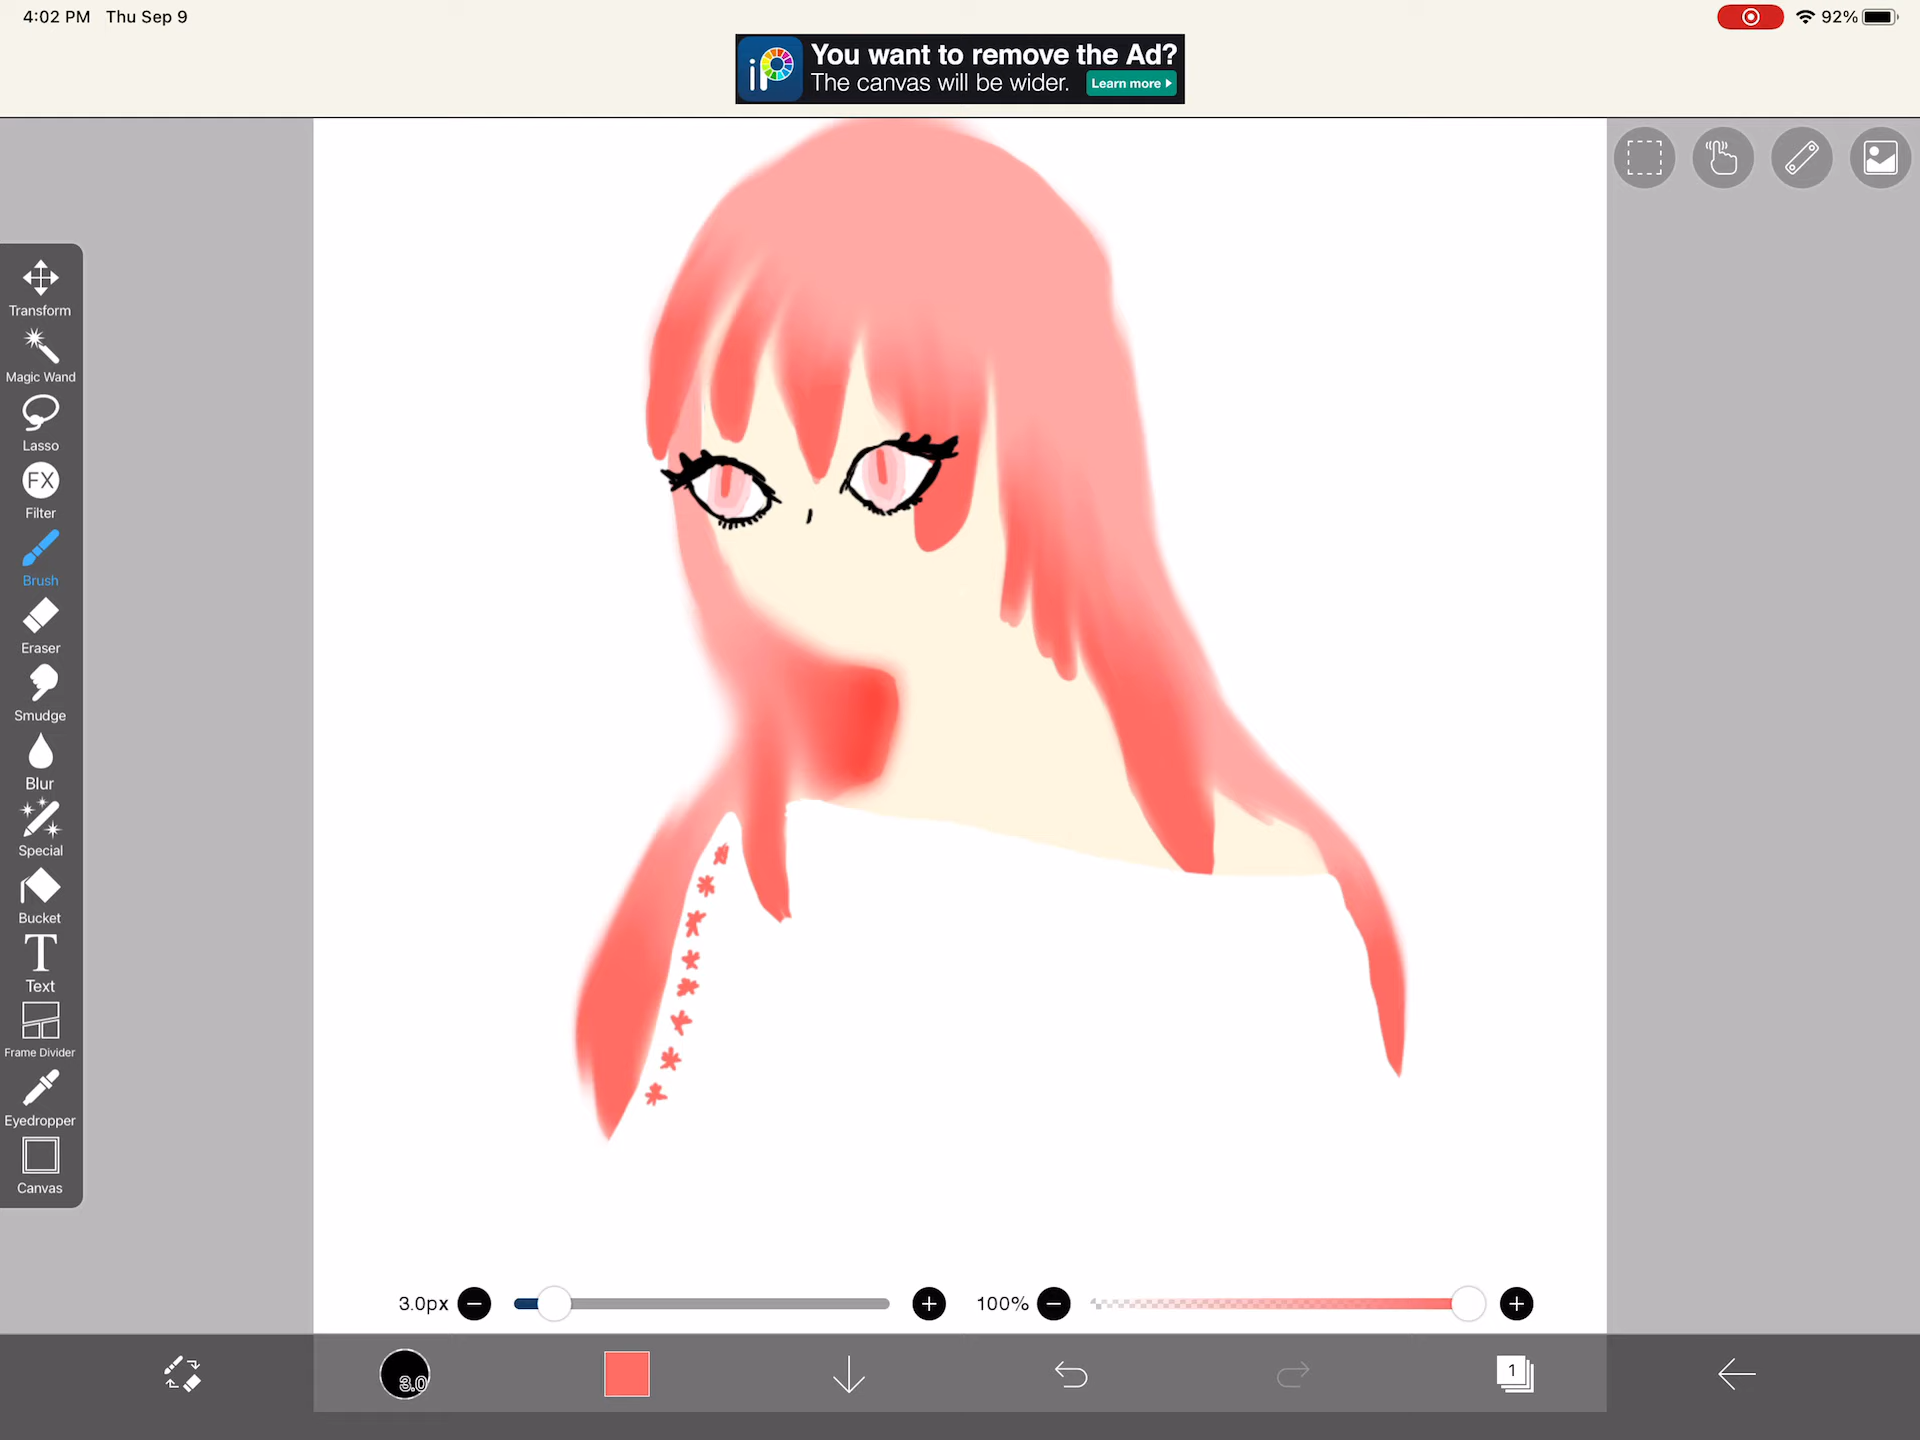 4:02 PM Thu Sep 9
92%
iP
You want to remove the Ad?
The canvas will be wider.
Learn more
Transform
Magic Wand
Lasso
FX
Filter
Brush
Eraser
Smudge
Blur
Special
Bucket
T
Text
Frame Divider
Eyedropper
Canvas
3.0px
100%
3.0
1